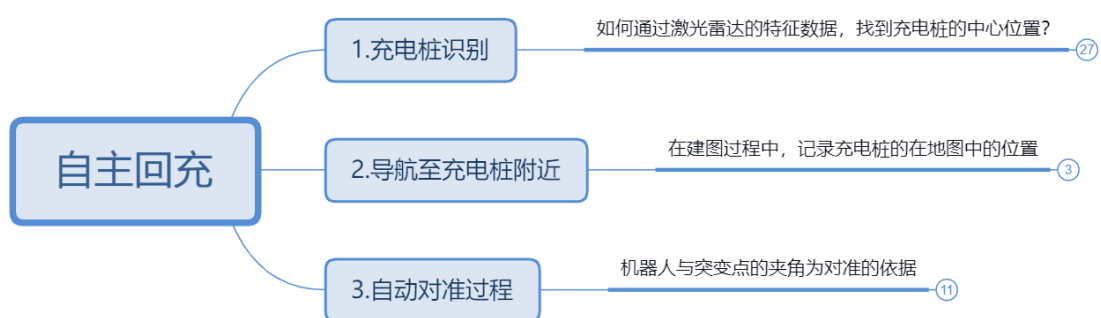 自主回充
1.充电桩识别
如何通过激光雷达的特征数据，找到充电桩的中心位置？
27
2.导航至充电桩附近
在建图过程中，记录充电桩的在地图中的位置
3
3.自动对准过程
机器人与突变点的夹角为对准的依据
11